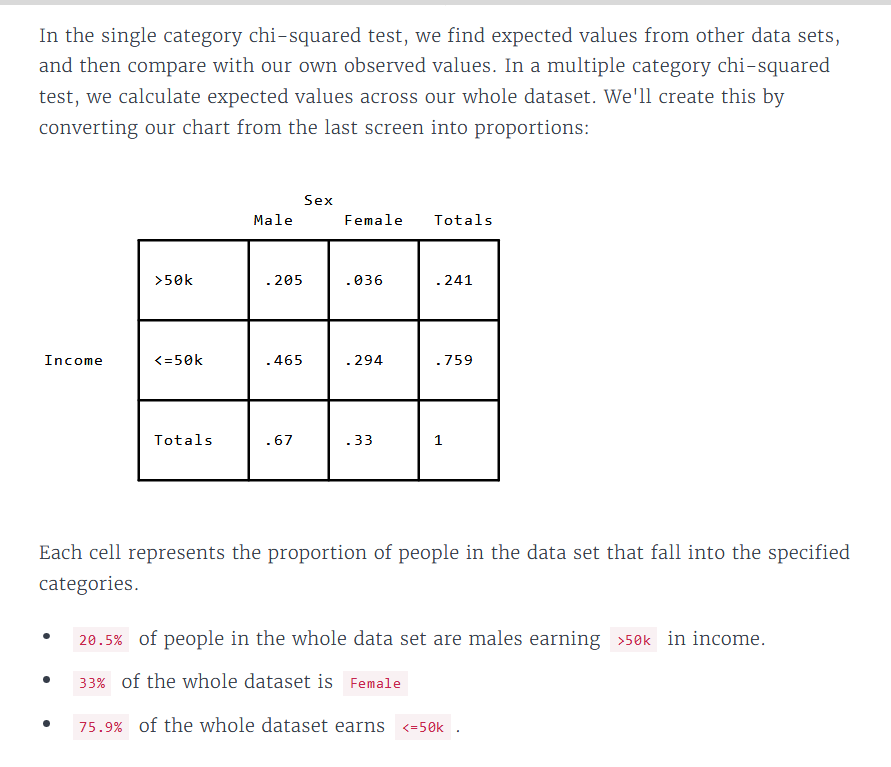 In the single category chi-squared test, we find expected values from other data sets,
and then compare with our own observed values. In a multiple category chi-squared
test, we calculate expected values across our whole dataset. We'll create this by
converting our chart from the last screen into proportions:
Sex
Male Female Totals
>50k .205 .036 .241
Income <=50k .465 .294 .759
Totals .67 .33 1
Each cell represents the proportion of people in the data set that fall into the specified
categories.
• 20.5% of people in the whole data set are males earning >50k in income.
• 33% of the whole dataset is Female
• 75.9% of the whole dataset earns <=50k .